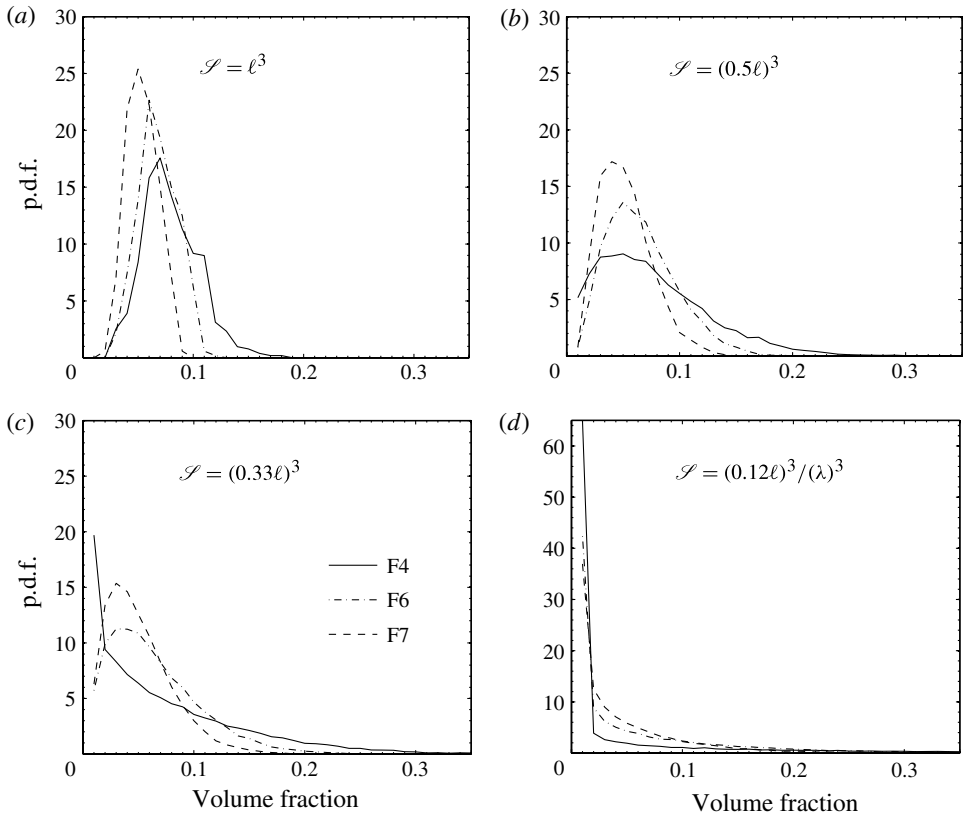 (a)
30
25
20
15
10
5
0
0.1
0.2
0.3
p.d.f.
𝒮 = ℓ³
(b)
30
25
20
15
10
5
0
0.1
0.2
0.3
𝒮 = (0.5ℓ)³
(c)
30
25
20
15
10
5
0
0.1
0.2
0.3
p.d.f.
Volume fraction
𝒮 = (0.33ℓ)³
F4
F6
F7
(d)
60
50
40
30
20
10
0
0.1
0.2
0.3
Volume fraction
𝒮 = (0.12ℓ)³/(λ)³